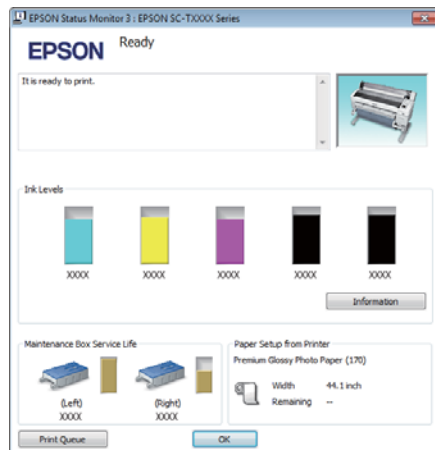 EPSON Status Monitor 3 : EPSON SC-TXXXX Series
EPSON
Ready
It is ready to print.
Ink Levels
XXXX XXXX XXXX XXXX XXXX
Information
Maintenance Box Service Life
(Left) (Right)
XXXX XXXX
Paper Setup from Printer
Premium Glossy Photo Paper (170)
Width 44.1 inch
Remaining --
Print Queue OK